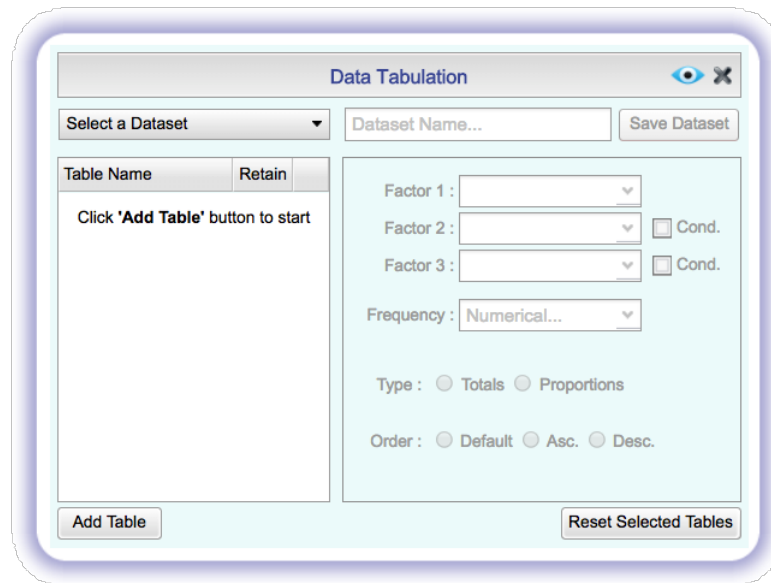 Data Tabulation
Select a Dataset
Dataset Name...
Save Dataset
Table Name Retain
Click 'Add Table' button to start
Factor 1 :
Factor 2 : Cond.
Factor 3 : Cond.
Frequency : Numerical...
Type : Totals Proportions
Order : Default Asc. Desc.
Add Table
Reset Selected Tables